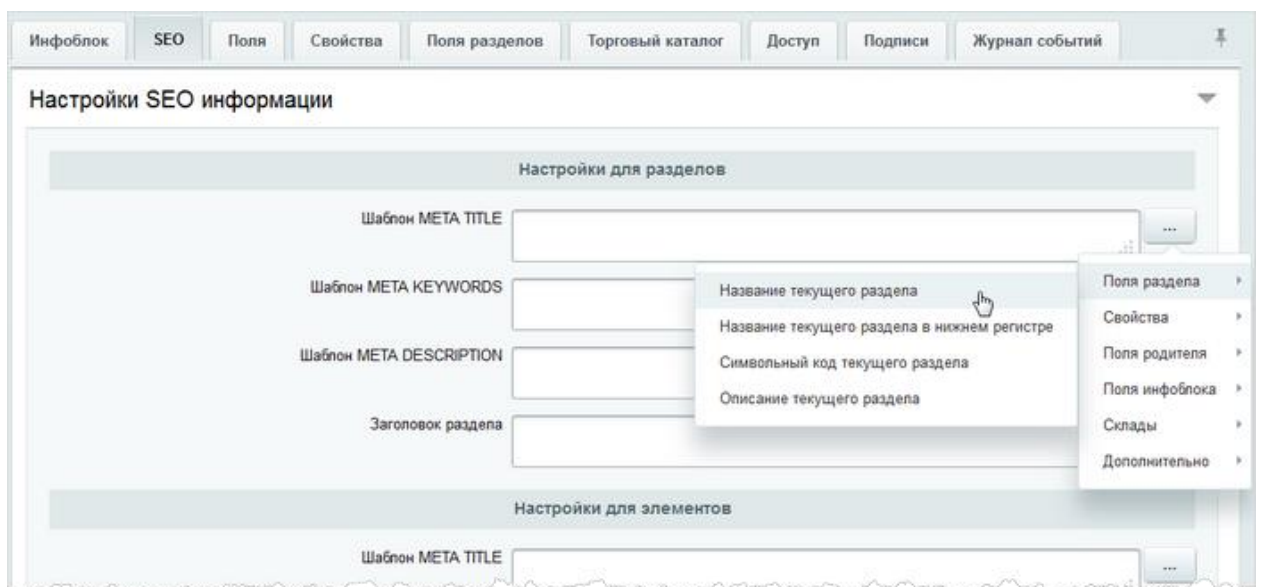 Инфоблок SEO Поля Свойства Поля разделов Торговый каталог Доступ Подписи Журнал событий
Настройки SEO информации
Настройки для разделов
Шаблон META TITLE ...
Поля раздела
Название текущего раздела
Шаблон META KEYWORDS
Свойства
Название текущего раздела в нижнем регистре
Поля родителя
Шаблон META DESCRIPTION
Символьный код текущего раздела
Поля инфоблока
Описание текущего раздела
Заголовок раздела
Склады
Дополнительно
Настройки для элементов
Шаблон META TITLE ...